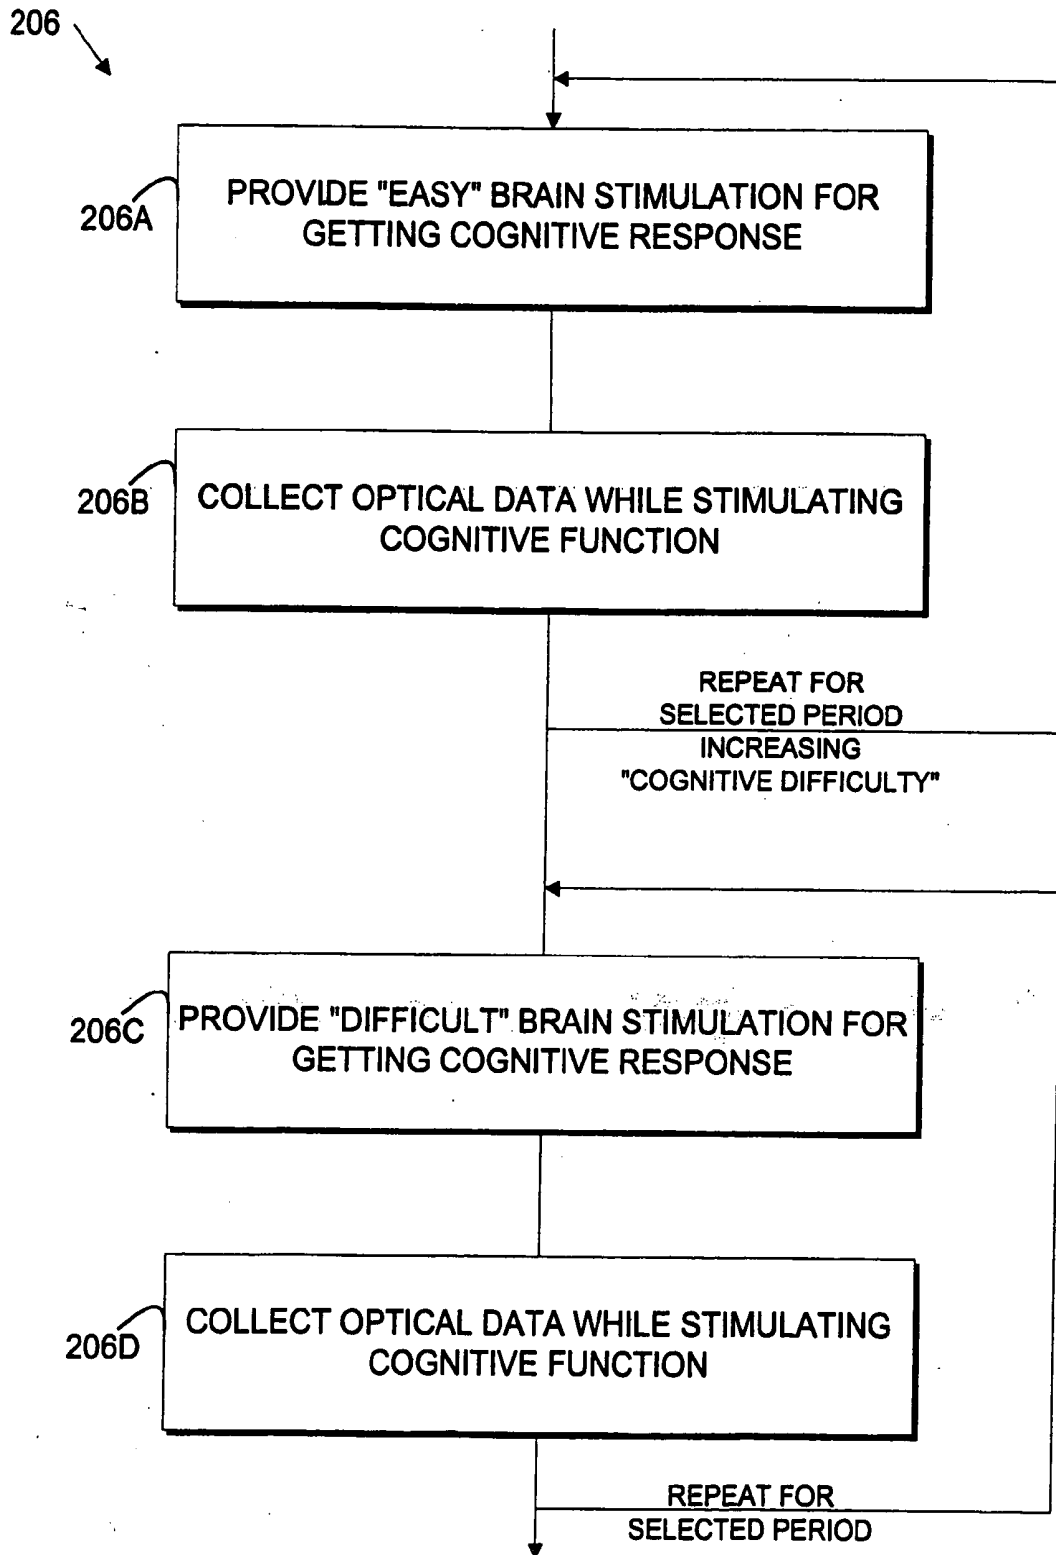 206
206A
PROVIDE "EASY" BRAIN STIMULATION FOR
GETTING COGNITIVE RESPONSE
206B
COLLECT OPTICAL DATA WHILE STIMULATING
COGNITIVE FUNCTION
REPEAT FOR
SELECTED PERIOD
INCREASING
"COGNITIVE DIFFICULTY"
206C
PROVIDE "DIFFICULT" BRAIN STIMULATION FOR
GETTING COGNITIVE RESPONSE
206D
COLLECT OPTICAL DATA WHILE STIMULATING
COGNITIVE FUNCTION
REPEAT FOR
SELECTED PERIOD